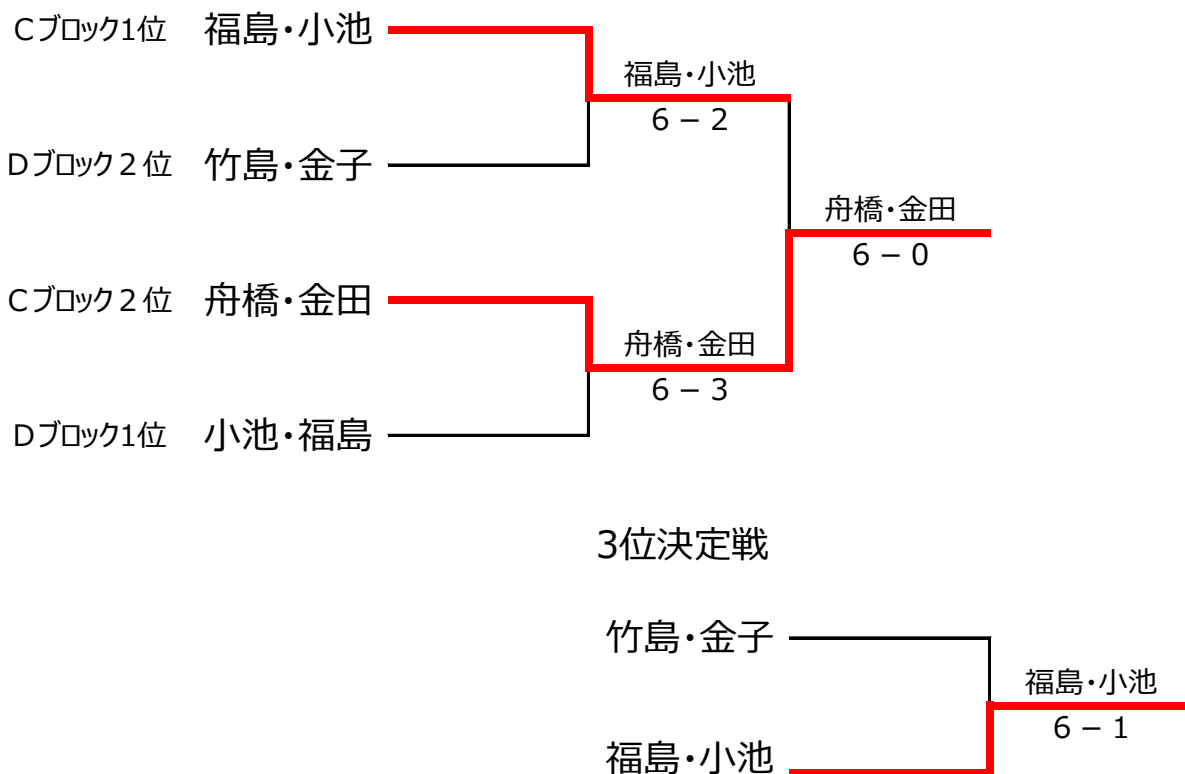 Cブロック1位 福島・小池
福島・小池
6 − 2
Dブロック２位 竹島・金子
舟橋・金田
6 − 0
Cブロック２位 舟橋・金田
舟橋・金田
6 − 3
Dブロック1位 小池・福島
3位決定戦
竹島・金子
福島・小池
6 − 1
福島・小池